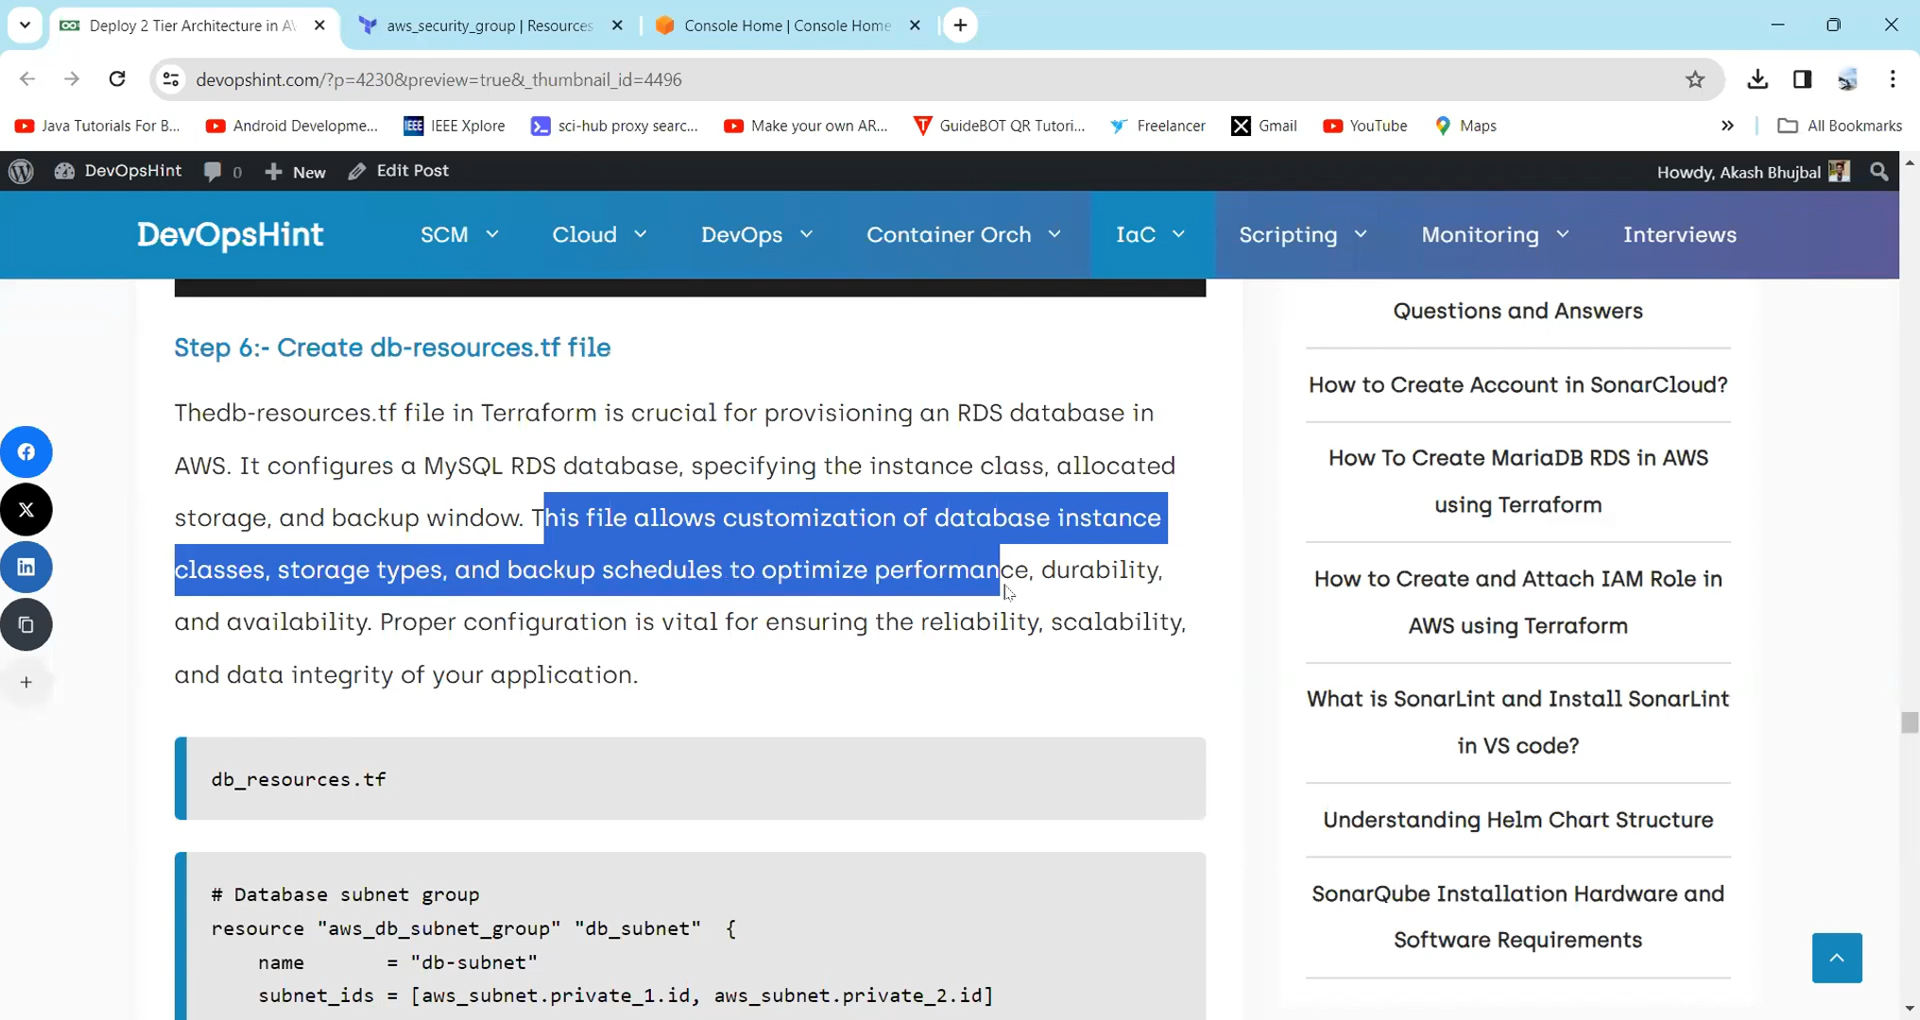 Deploy 2 Tier Architecture in A
aws_security_group | Resources
Console Home | Console Home
devopshint.com/?p=4230&preview=true&_thumbnail_id=4496
Java Tutorials For B...
Android Developme...
IEEE Xplore
sci-hub proxy searc...
Make your own AR...
GuideBOT QR Tutori...
Freelancer
Gmail
YouTube
Maps
All Bookmarks
DevOpsHint
0
New
Edit Post
Howdy, Akash Bhujbal
DevOpsHint
SCM
Cloud
DevOps
Container Orch
IaC
Scripting
Monitoring
Interviews
Step 6:- Create db-resources.tf file
Thedb-resources.tf file in Terraform is crucial for provisioning an RDS database in
AWS. It configures a MySQL RDS database, specifying the instance class, allocated
storage, and backup window. This file allows customization of database instance
classes, storage types, and backup schedules to optimize performance, durability,
and availability. Proper configuration is vital for ensuring the reliability, scalability,
and data integrity of your application.
db_resources.tf
# Database subnet group
resource "aws_db_subnet_group" "db_subnet" {
name = "db-subnet"
subnet_ids = [aws_subnet.private_1.id, aws_subnet.private_2.id]
Questions and Answers
How to Create Account in SonarCloud?
How To Create MariaDB RDS in AWS
using Terraform
How to Create and Attach IAM Role in
AWS using Terraform
What is SonarLint and Install SonarLint
in VS code?
Understanding Helm Chart Structure
SonarQube Installation Hardware and
Software Requirements